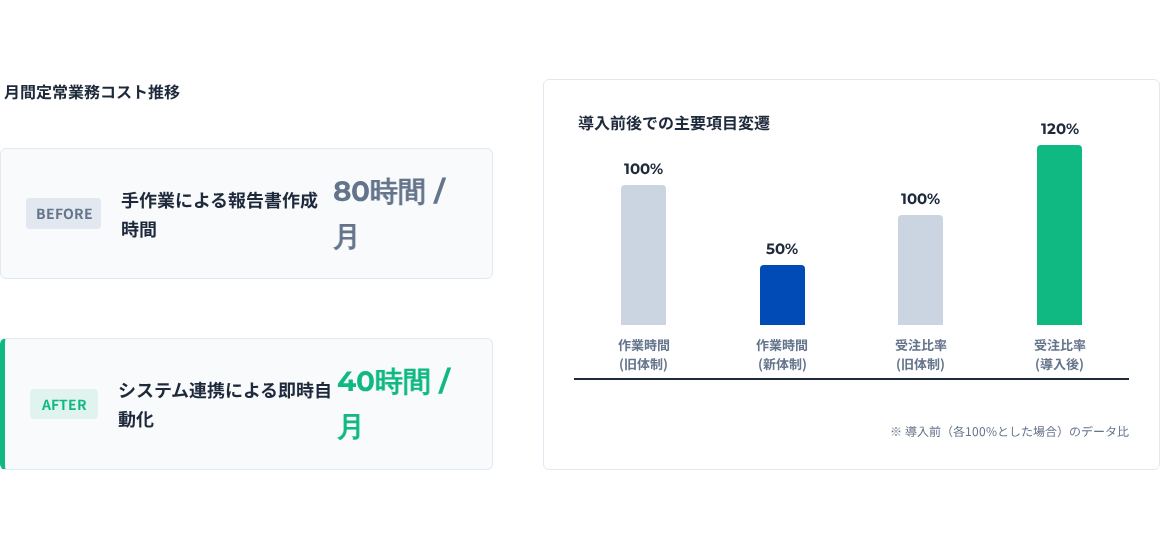 月間定常業務コスト推移
BEFORE
手作業による報告書作成
時間
80時間 /
月
AFTER
システム連携による即時自
動化
40時間 /
月
導入前後での主要項目変遷
100%
50%
100%
120%
作業時間
(旧体制)
作業時間
(新体制)
受注比率
(旧体制)
受注比率
(導入後)
※ 導入前（各100%とした場合）のデータ比